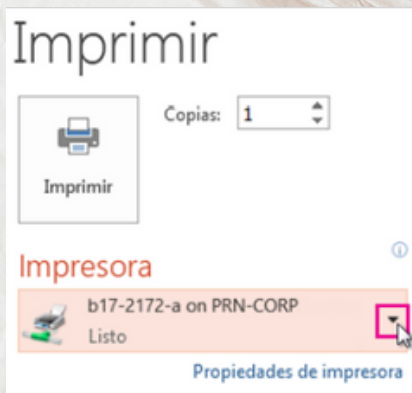 Imprimir
Copias: 1
Imprimir
Impresora
b17-2172-a on PRN-CORP
Listo
Propiedades de impresora